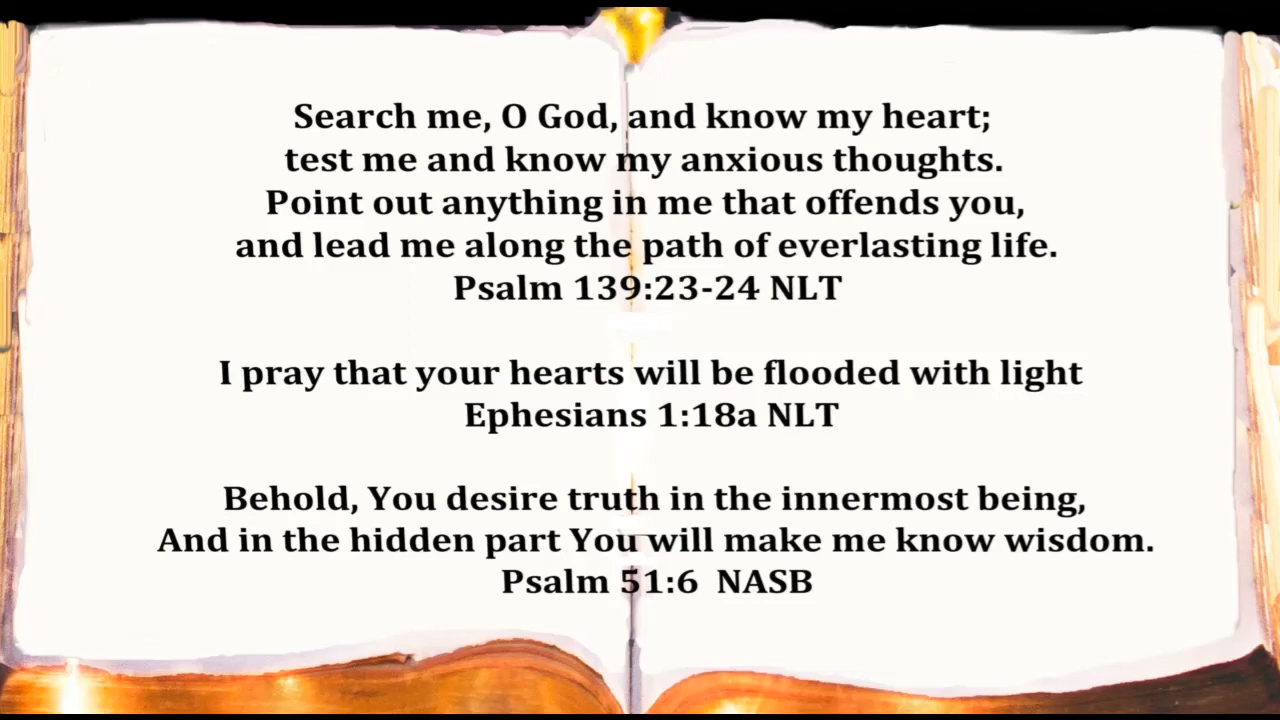 Search me, O God, and know my heart;
test me and know my anxious thoughts.
Point out anything in me that offends you,
and lead me along the path of everlasting life.
Psalm 139:23-24 NLT
I pray that your hearts will be flooded with light
Ephesians 1:18a NLT
Behold, You desire truth in the innermost being,
And in the hidden part You will make me know wisdom.
Psalm 51:6  NASB